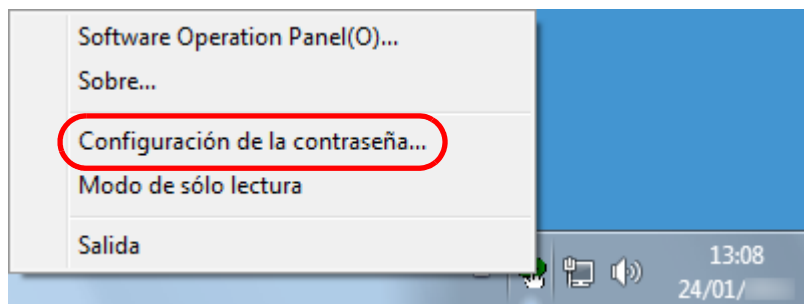 Software Operation Panel(O)...
Sobre...
Configuración de la contraseña...
Modo de sólo lectura
Salida
13:08
24/01/